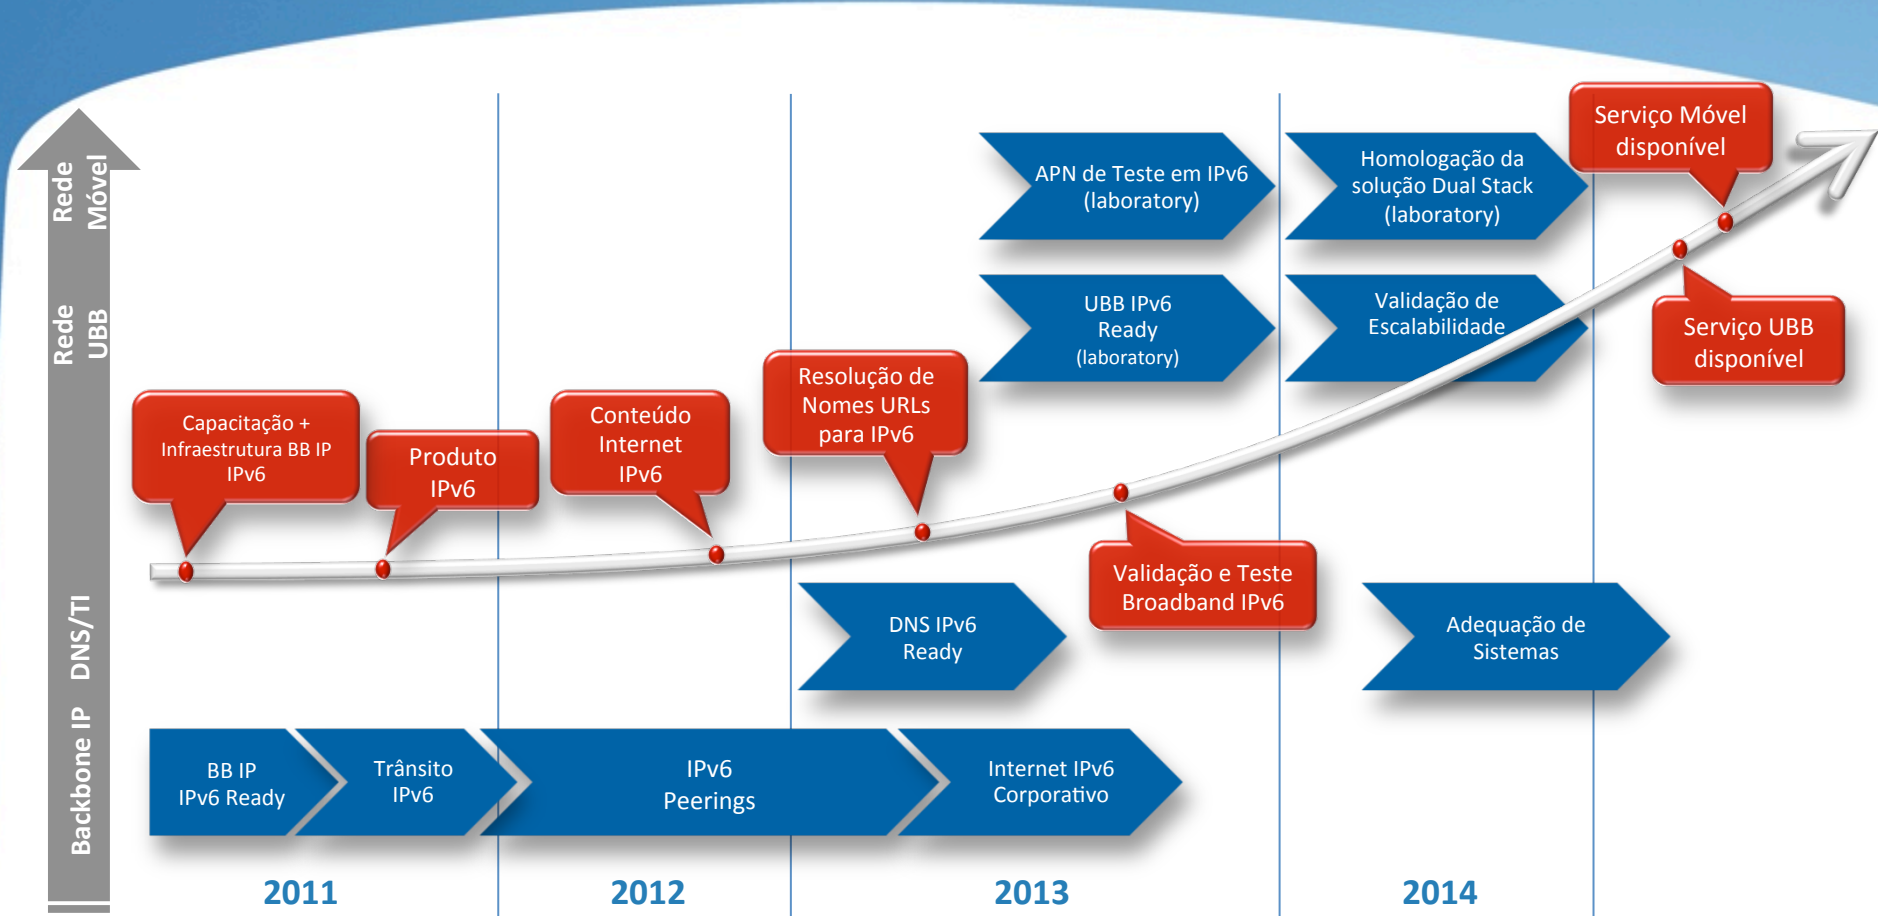 Rede
Móvel
Rede
UBB
DNS/TI
Backbone IP
APN de Teste em IPv6
(laboratory)
Homologação da
solução Dual Stack
(laboratory)
Serviço Móvel
disponível
UBB IPv6
Ready
(laboratory)
Validação de
Escalabilidade
Serviço UBB
disponível
Capacitação +
Infraestrutura BB IP
IPv6
Produto
IPv6
Conteúdo
Internet
IPv6
Resolução de
Nomes URLs
para IPv6
Validação e Teste
Broadband IPv6
DNS IPv6
Ready
Adequação de
Sistemas
BB IP
IPv6 Ready
Trânsito
IPv6
IPv6
Peerings
Internet IPv6
Corporativo
2011
2012
2013
2014